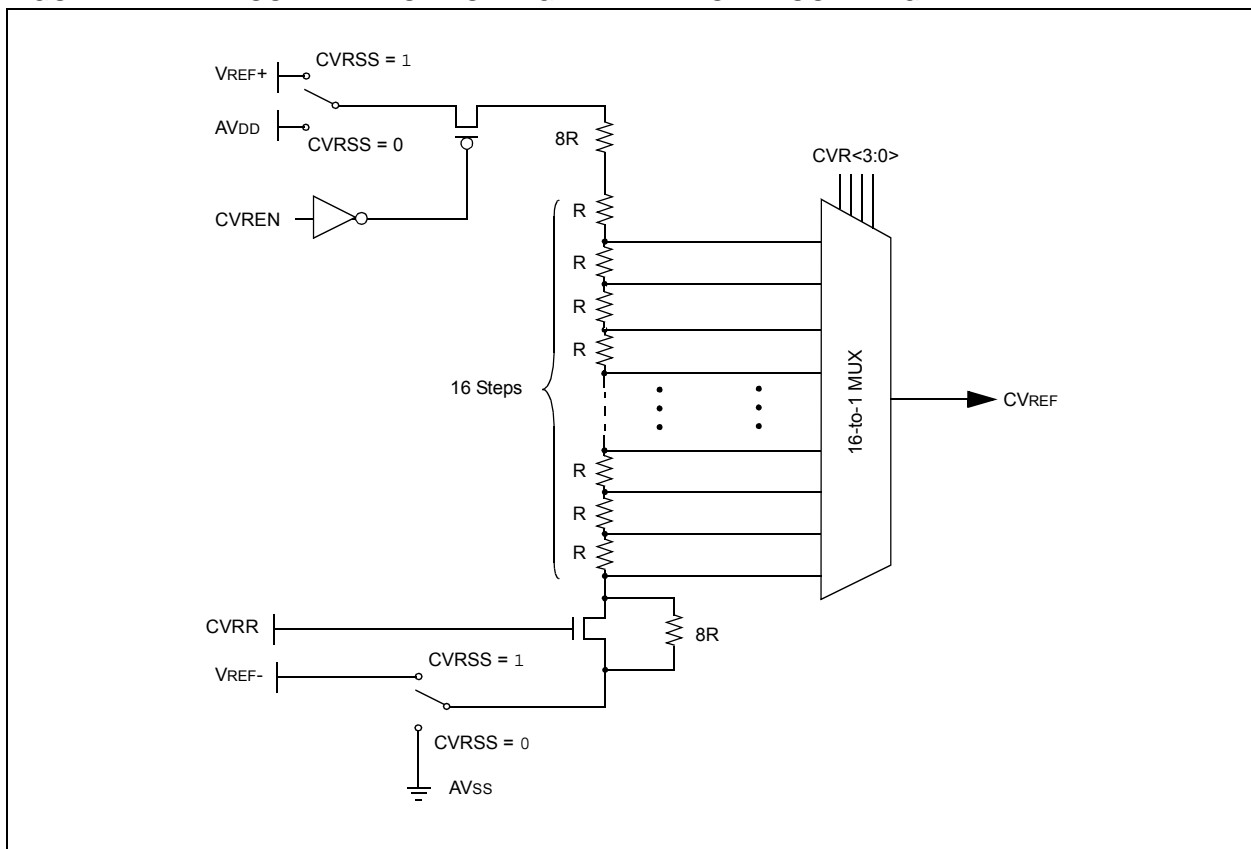 VREF+
CVRSS = 1
AVDD
CVRSS = 0
8R
CVREN
CVR<3:0>
R
R
R
R
16 Steps
16-to-1 MUX
CVREF
R
R
R
CVRR
8R
CVRSS = 1
VREF-
CVRSS = 0
AVSS